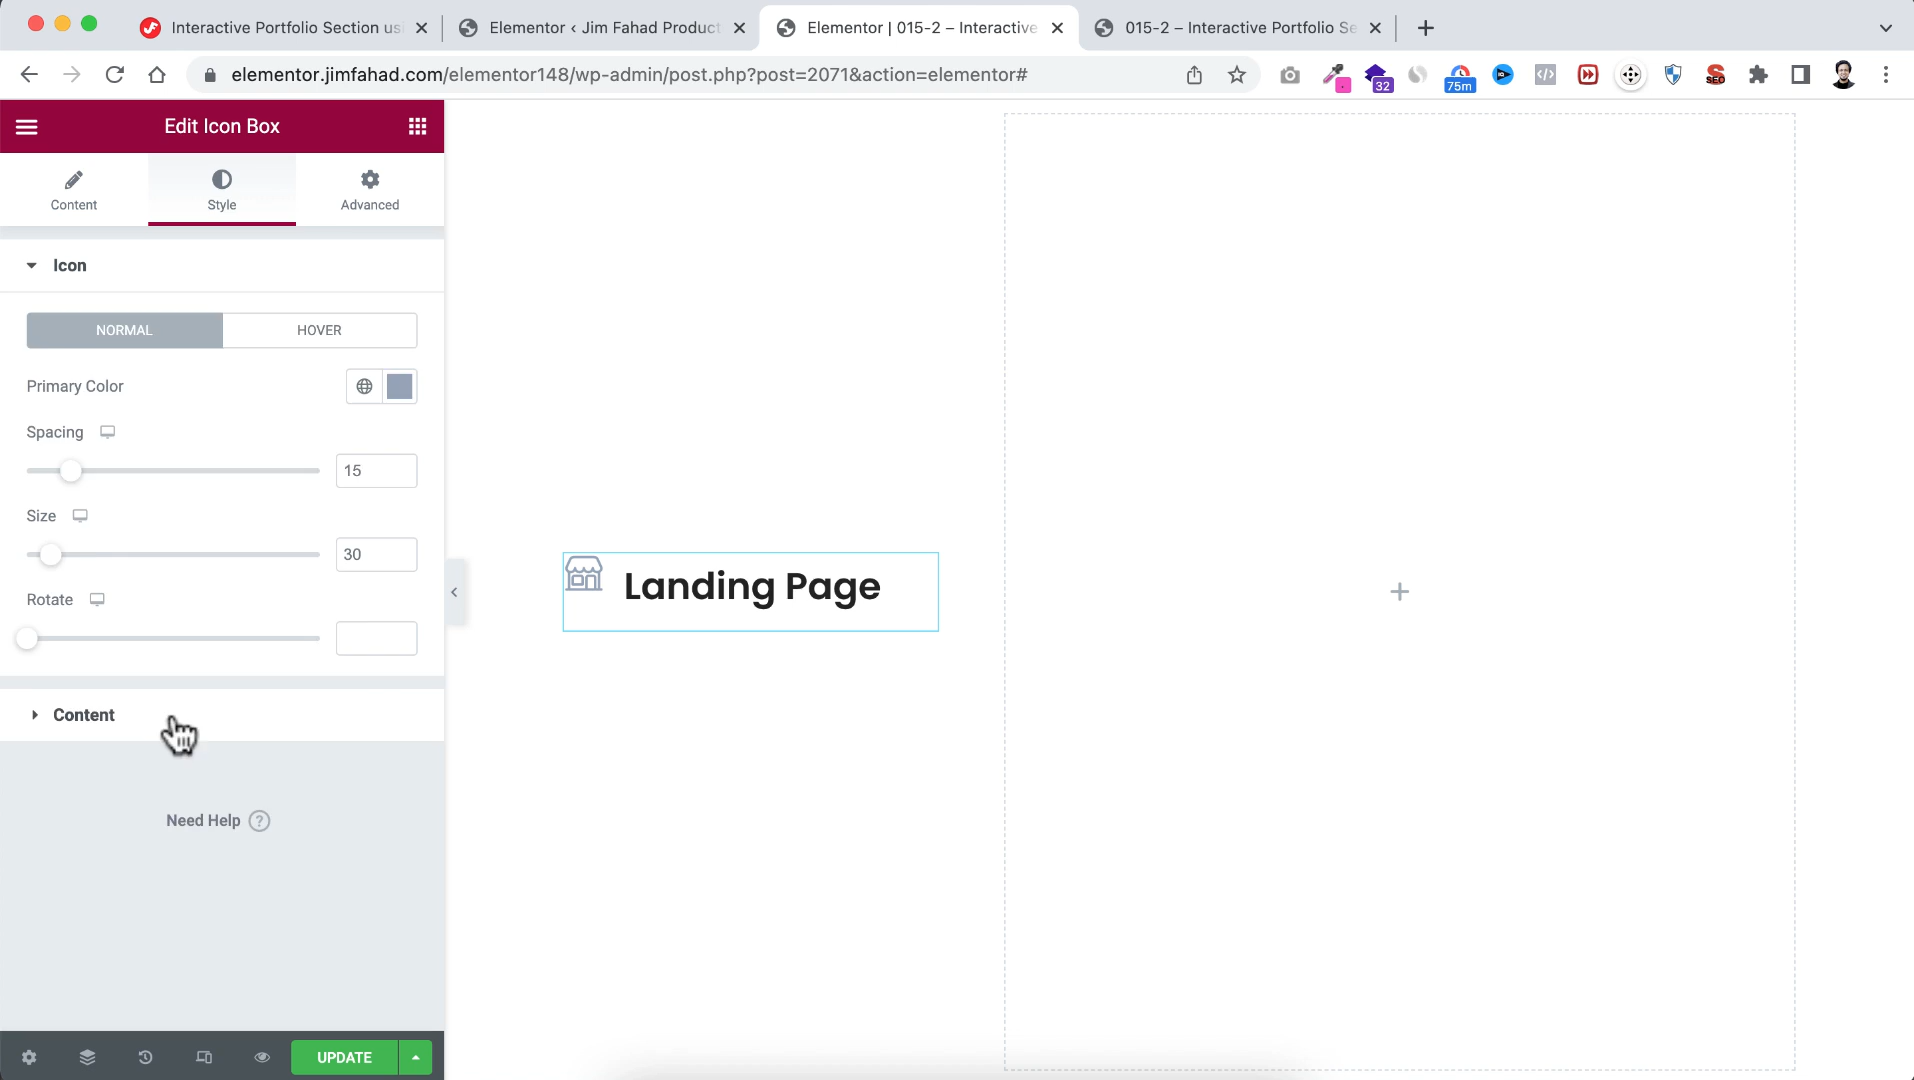 Interactive Portfolio Section us
Elementor ‹ Jim Fahad Product
Elementor | 015-2 – Interactive
015-2 – Interactive Portfolio Se
elementor.jimfahad.com/elementor148/wp-admin/post.php?post=2071&action=elementor#
32
75m
SEO
Edit Icon Box
Content
Style
Advanced
Icon
NORMAL
HOVER
Primary Color
Spacing
15
Size
30
Rotate
Landing Page
Content
Need Help ?
UPDATE